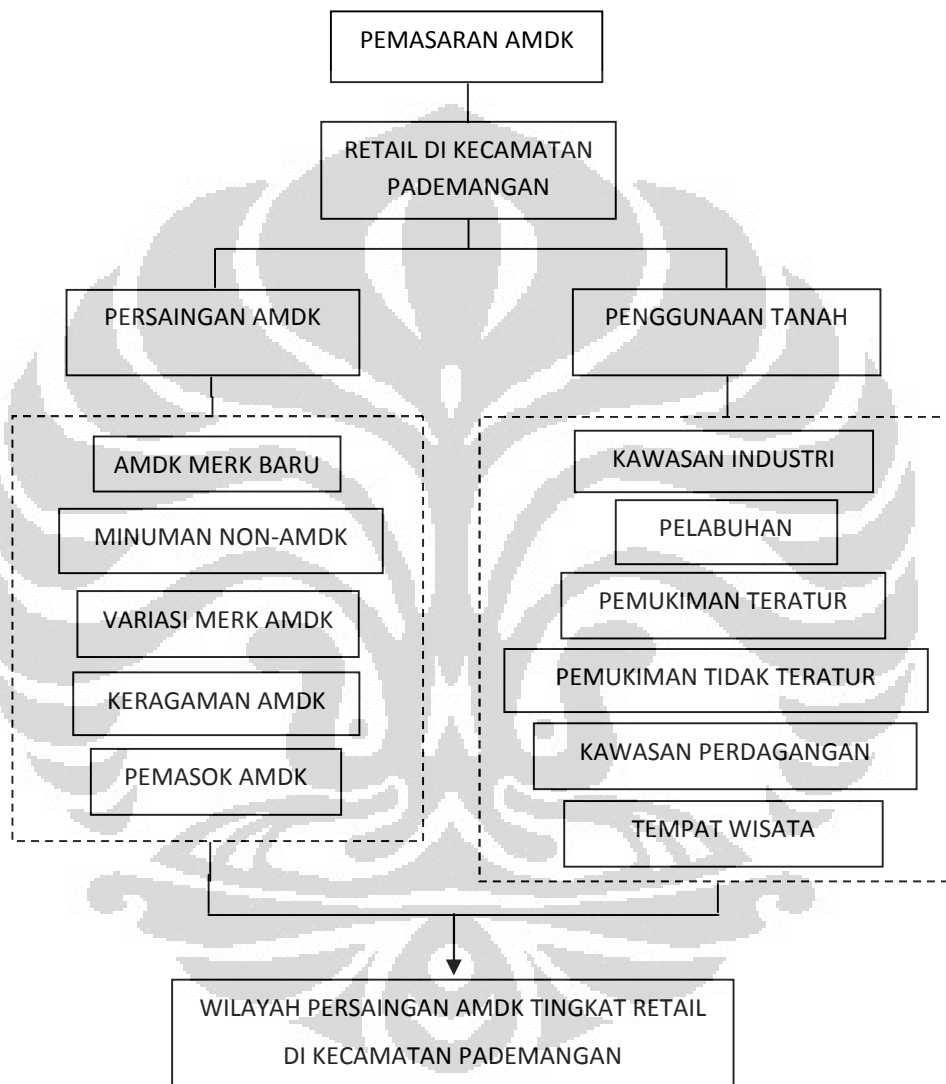 PEMASARAN AMDK
RETAIL DI KECAMATAN
PADEMANGAN
PERSAINGAN AMDK
PENGGUNAAN TANAH
AMDK MERK BARU
MINUMAN NON-AMDK
VARIASI MERK AMDK
KERAGAMAN AMDK
PEMASOK AMDK
KAWASAN INDUSTRI
PELABUHAN
PEMUKIMAN TERATUR
PEMUKIMAN TIDAK TERATUR
KAWASAN PERDAGANGAN
TEMPAT WISATA
WILAYAH PERSAINGAN AMDK TINGKAT RETAIL
DI KECAMATAN PADEMANGAN